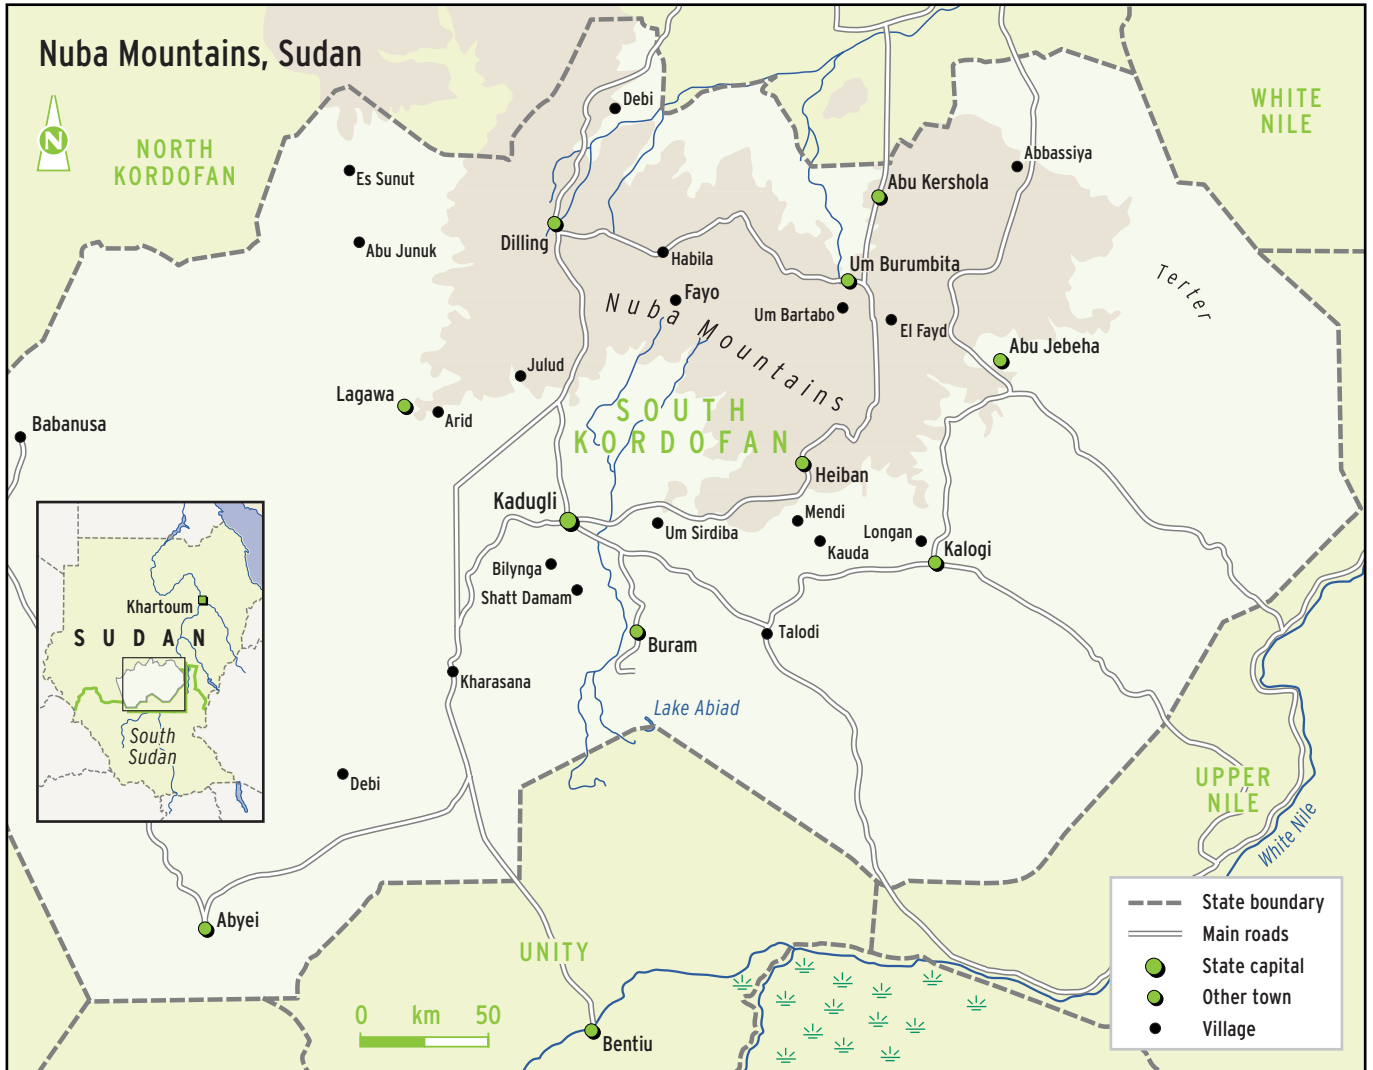 Nuba Mountains, Sudan
N
NORTH
KORDOFAN
WHITE
NILE
Debi
Es Sunut
Abu Junuk
Abbassiya
Abu Kershola
Dilling
Habila
Um Burumbita
Fayo
Um Bartabo
El Fayd
Terter
Nuba Mountains
Abu Jebeha
Julud
Lagawa
Arid
Babanusa
SOUTH
KORDOFAN
Heiban
Kadugli
Um Sirdiba
Mendi
Kauda
Longan
Kalogi
Bilynga
Shatt Damam
Khartoum
SUDAN
South
Sudan
Buram
Talodi
Kharasana
Lake Abiad
Debi
UPPER
NILE
White Nile
Abyei
UNITY
Bentiu
0 km 50
State boundary
Main roads
State capital
Other town
Village